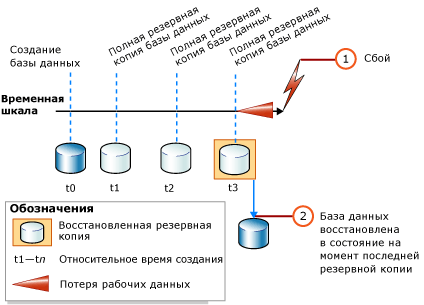 Создание
базы данных
Полная резервная
копия базы данных
Полная резервная
копия базы данных
Полная резервная
копия базы данных
1
Сбой
Временная
шкала
t0
t1
t2
t3
Обозначения
Восстановленная резервная
копия
t1—tn
Относительное время создания
Потеря рабочих данных
2
База данных
восстановлена
в состояние на
момент последней
резервной копии